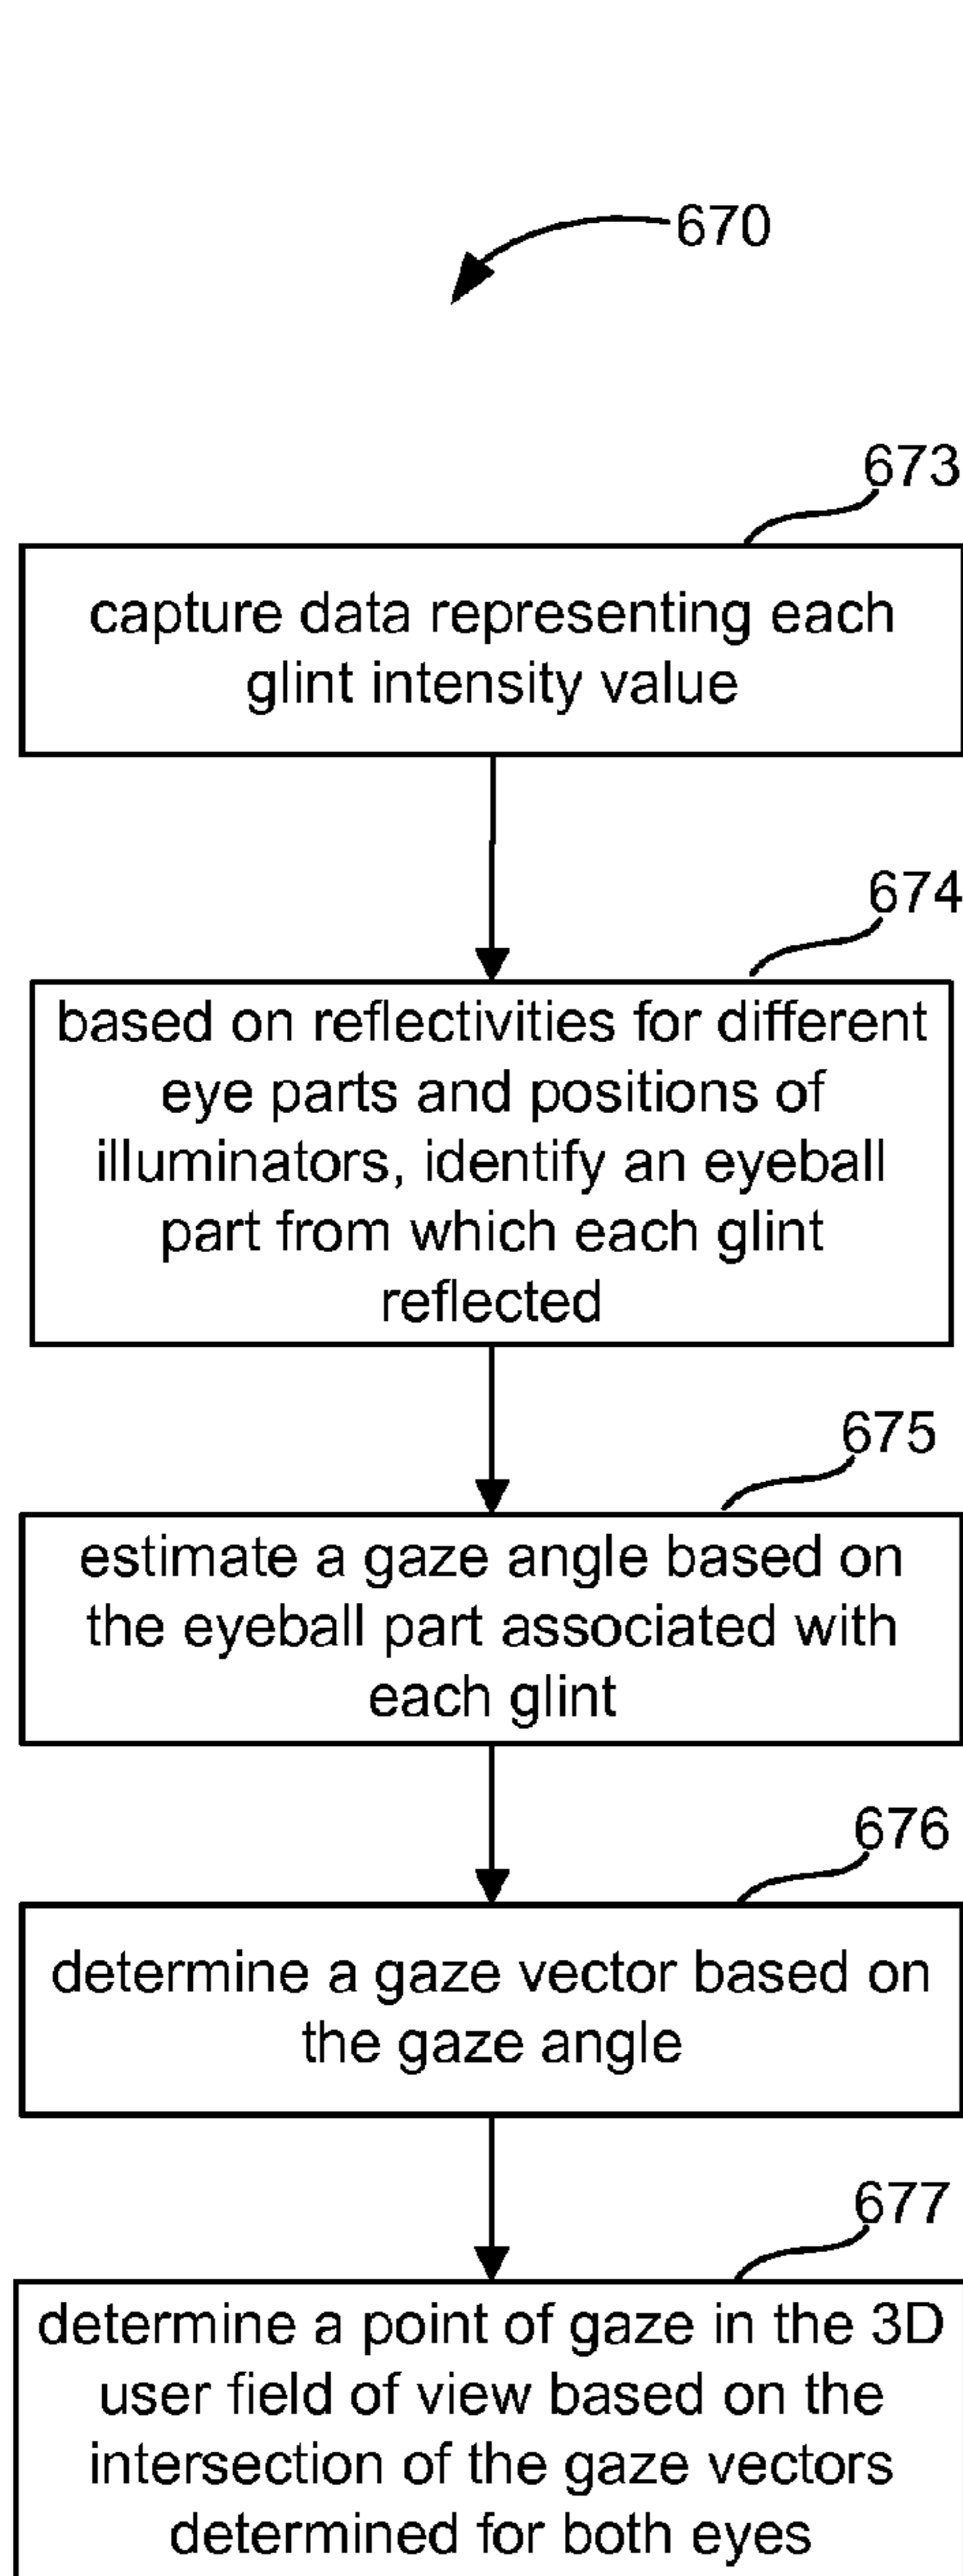 670
673
capture data representing each
glint intensity value
674
based on reflectivities for different
eye parts and positions of
illuminators, identify an eyeball
part from which each glint
reflected
675
estimate a gaze angle based on
the eyeball part associated with
each glint
676
determine a gaze vector based on
the gaze angle
677
determine a point of gaze in the 3D
user field of view based on the
intersection of the gaze vectors
determined for both eyes